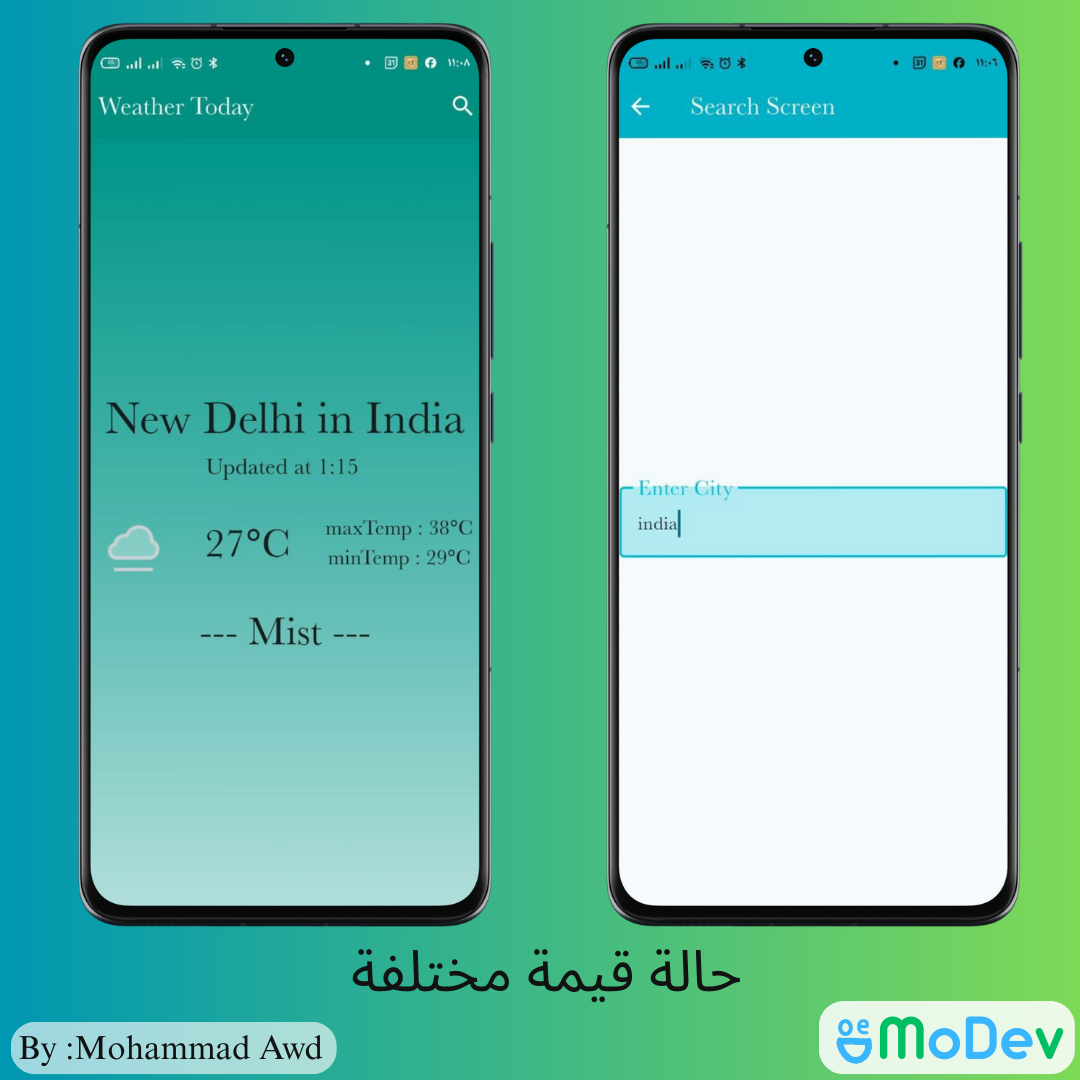 ١١:٠٨
Weather Today
New Delhi in India
Updated at 1:15
27°C
maxTemp : 38°C
minTemp : 29°C
--- Mist ---
١١:٠٦
Search Screen
Enter City
india
حالة قيمة مختلفة
By :Mohammad Awd
MoDev